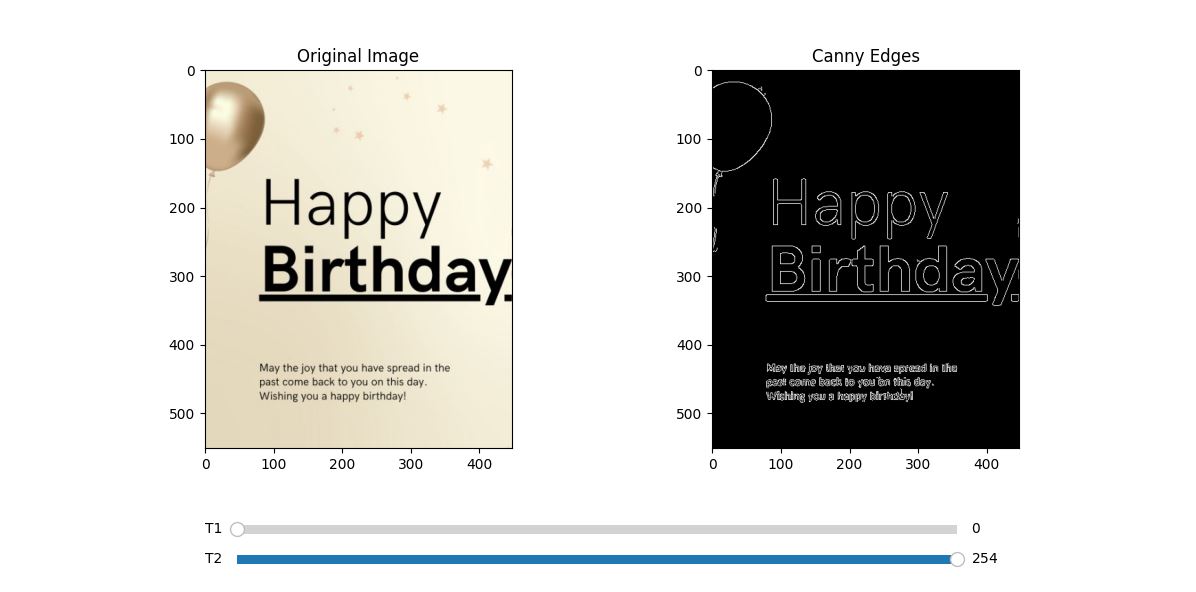 Original Image
0
100
200
300
400
500
0 100 200 300 400
Happy
Birthday.
May the joy that you have spread in the
past come back to you on this day.
Wishing you a happy birthday!
Canny Edges
0
100
200
300
400
500
0 100 200 300 400
Happy
Birthday.
May the joy that you have spread in the
past come back to you on this day.
Wishing you a happy birthday!
T1 0
T2 254